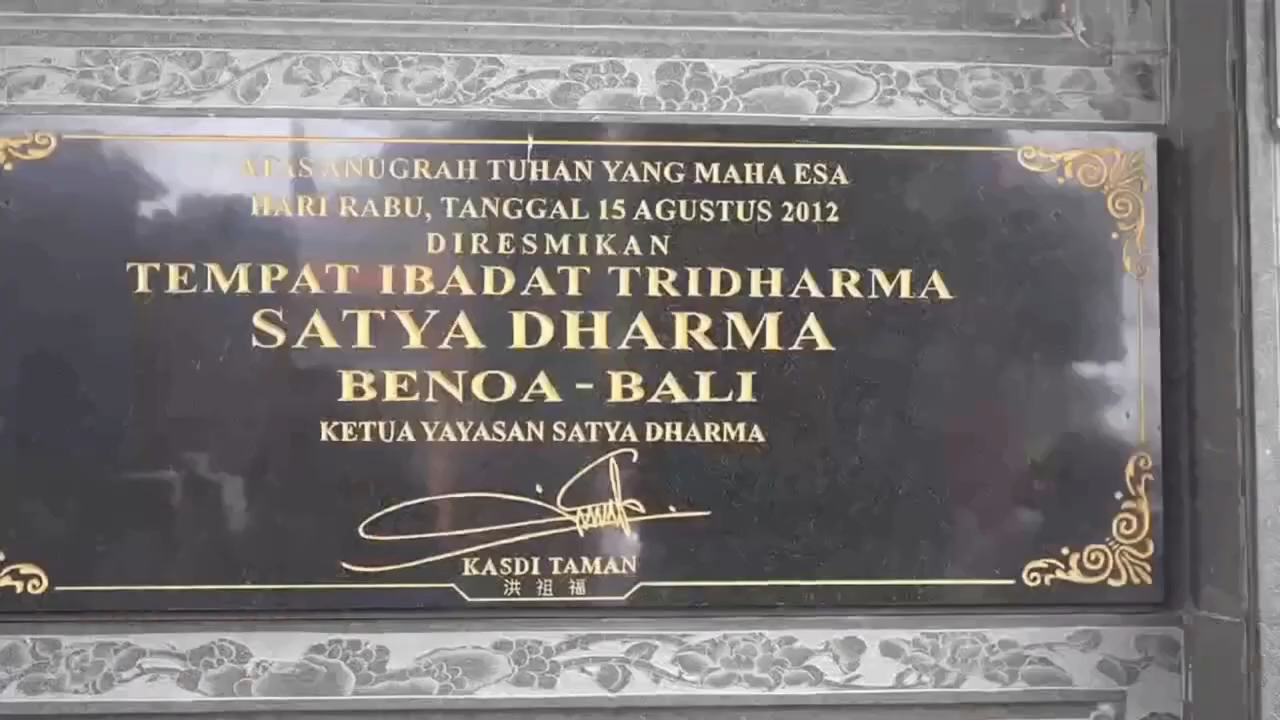 ATAS ANUGRAH TUHAN YANG MAHA ESA
HARI RABU, TANGGAL 15 AGUSTUS 2012
DIRESMIKAN
TEMPAT IBADAT TRIDHARMA
SATYA DHARMA
BENOA - BALI
KETUA YAYASAN SATYA DHARMA
KASDI TAMAN
洪祖福